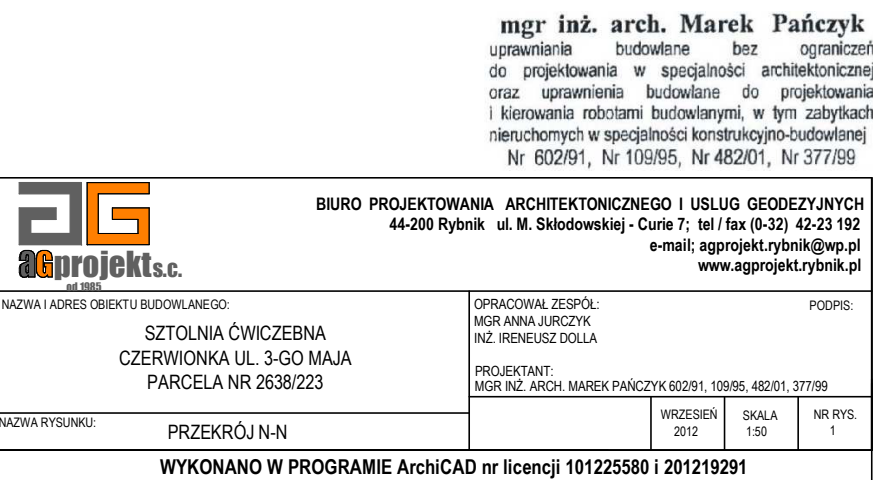 mgr inż. arch. Marek Pańczyk
uprawniania budowlane bez ograniczeń
do projektowania w specjalności architektonicznej
oraz uprawnienia budowlane do projektowania
i kierowania robotami budowlanymi, w tym zabytkach
nieruchomych w specjalności konstrukcyjno-budowlanej
Nr 602/91, Nr 109/95, Nr 482/01, Nr 377/99
aGprojekt s.c.
od 1985
BIURO PROJEKTOWANIA ARCHITEKTONICZNEGO I USLUG GEODEZYJNYCH
44-200 Rybnik ul. M. Skłodowskiej - Curie 7; tel / fax (0-32) 42-23 192
e-mail; agprojekt.rybnik@wp.pl
www.agprojekt.rybnik.pl
NAZWA I ADRES OBIEKTU BUDOWLANEGO:
SZTOLNIA ĆWICZEBNA
CZERWIONKA UL. 3-GO MAJA
PARCELA NR 2638/223
OPRACOWAŁ ZESPÓŁ: PODPIS:
MGR ANNA JURCZYK
INŻ. IRENEUSZ DOLLA
PROJEKTANT:
MGR INŻ. ARCH. MAREK PAŃCZYK 602/91, 109/95, 482/01, 377/99
NAZWA RYSUNKU:
PRZEKRÓJ N-N
WRZESIEŃ
2012
SKALA
1:50
NR RYS.
1
WYKONANO W PROGRAMIE ArchiCAD nr licencji 101225580 i 201219291